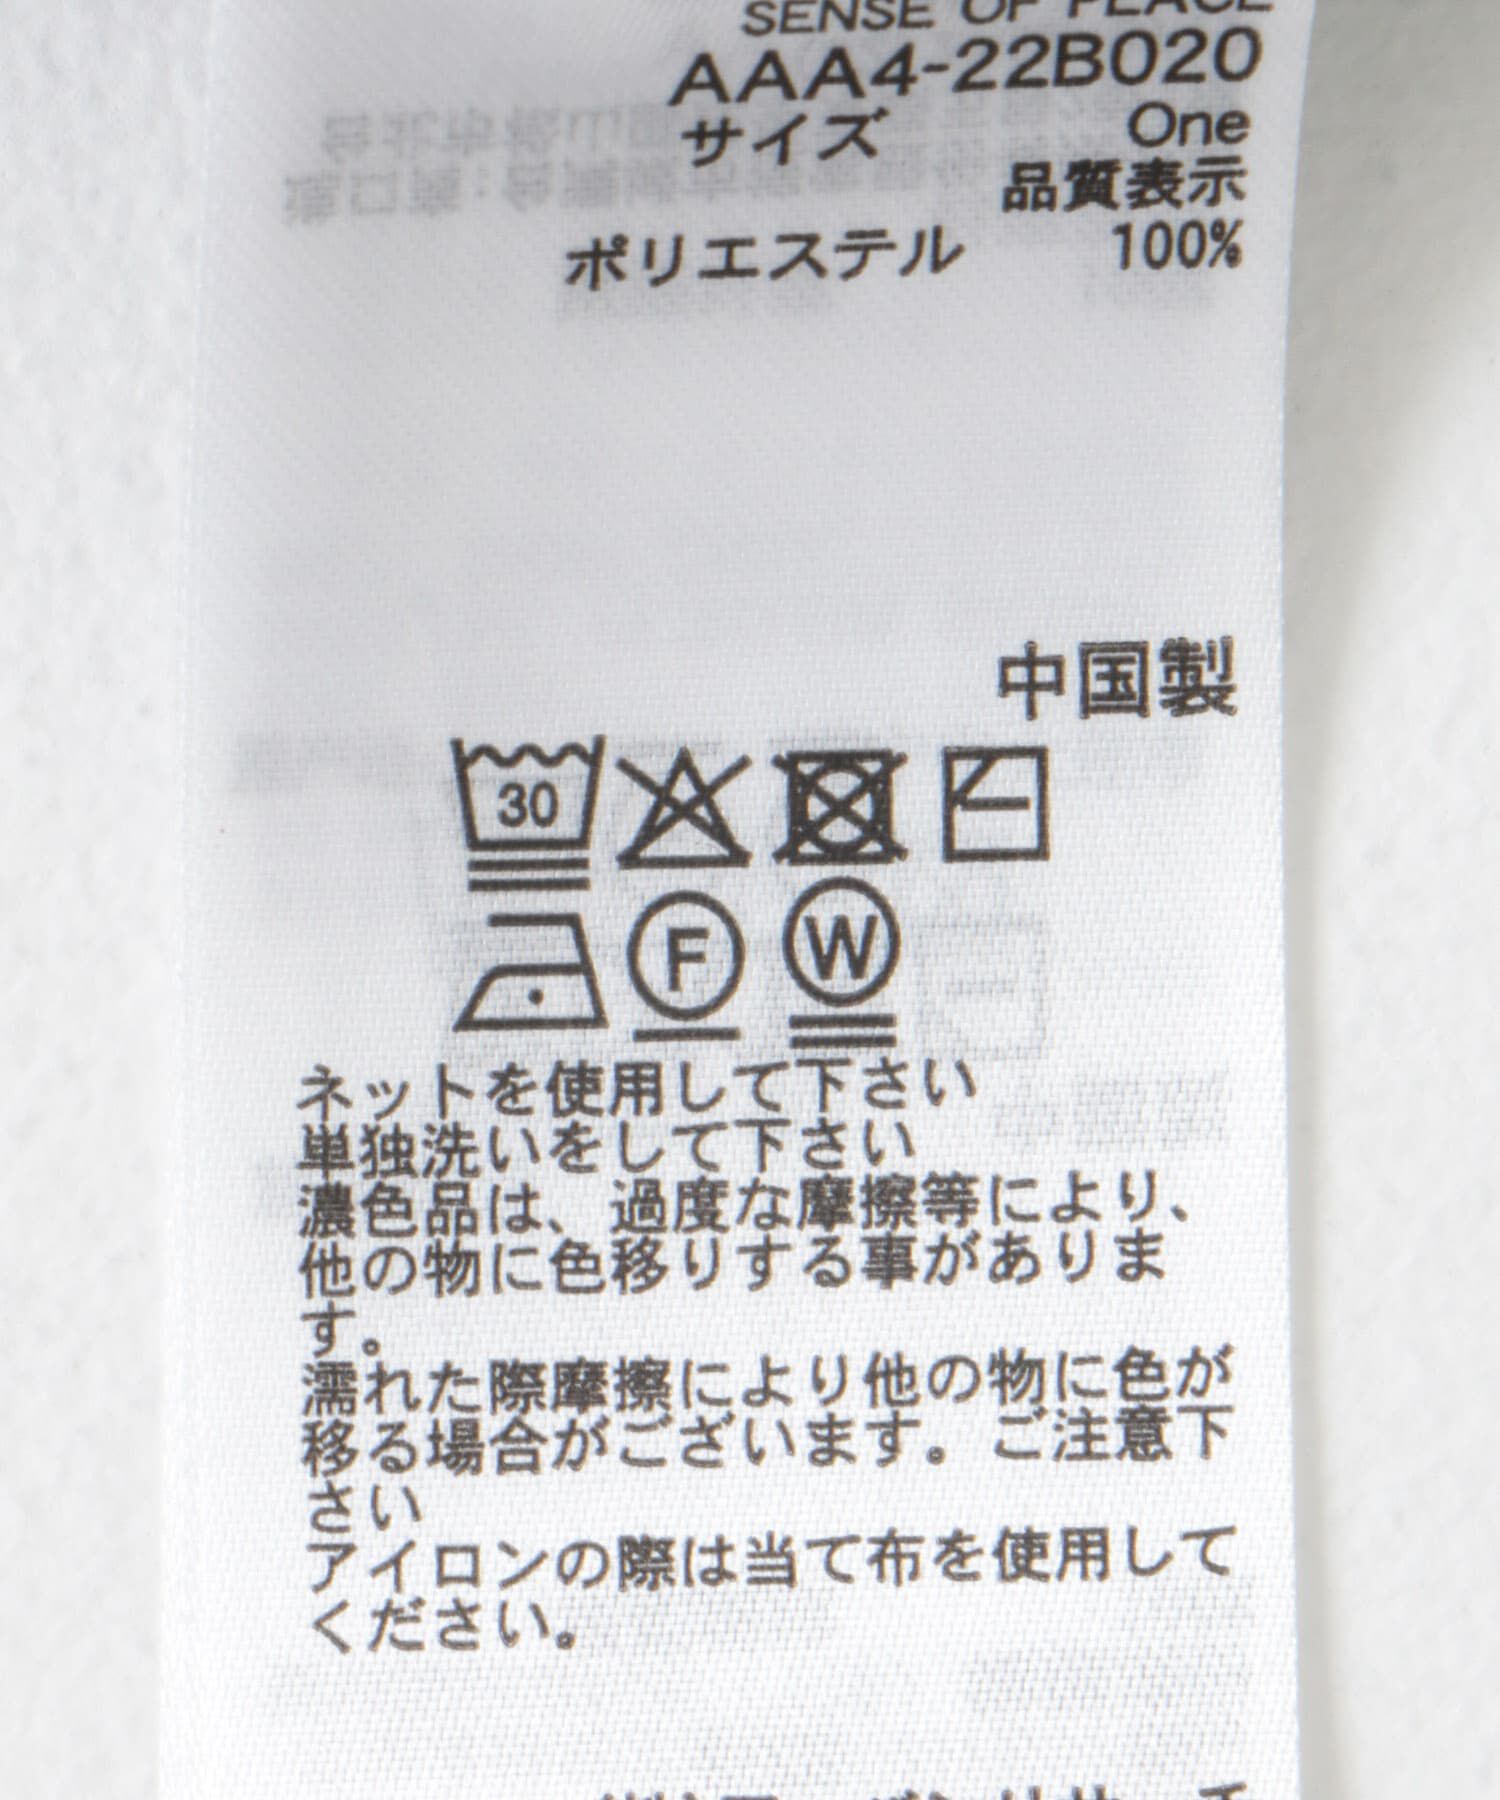 SENSE OF PEACE
AAA4-22B020
サイズ One
品質表示
ポリエステル 100%
中国製
30
F W
ネットを使用して下さい
単独洗いをして下さい
濃色品は、過度な摩擦等により、
他の物に色移りする事がありま
す。
濡れた際摩擦により他の物に色が
移る場合がございます。ご注意下
さい
アイロンの際は当て布を使用して
ください。